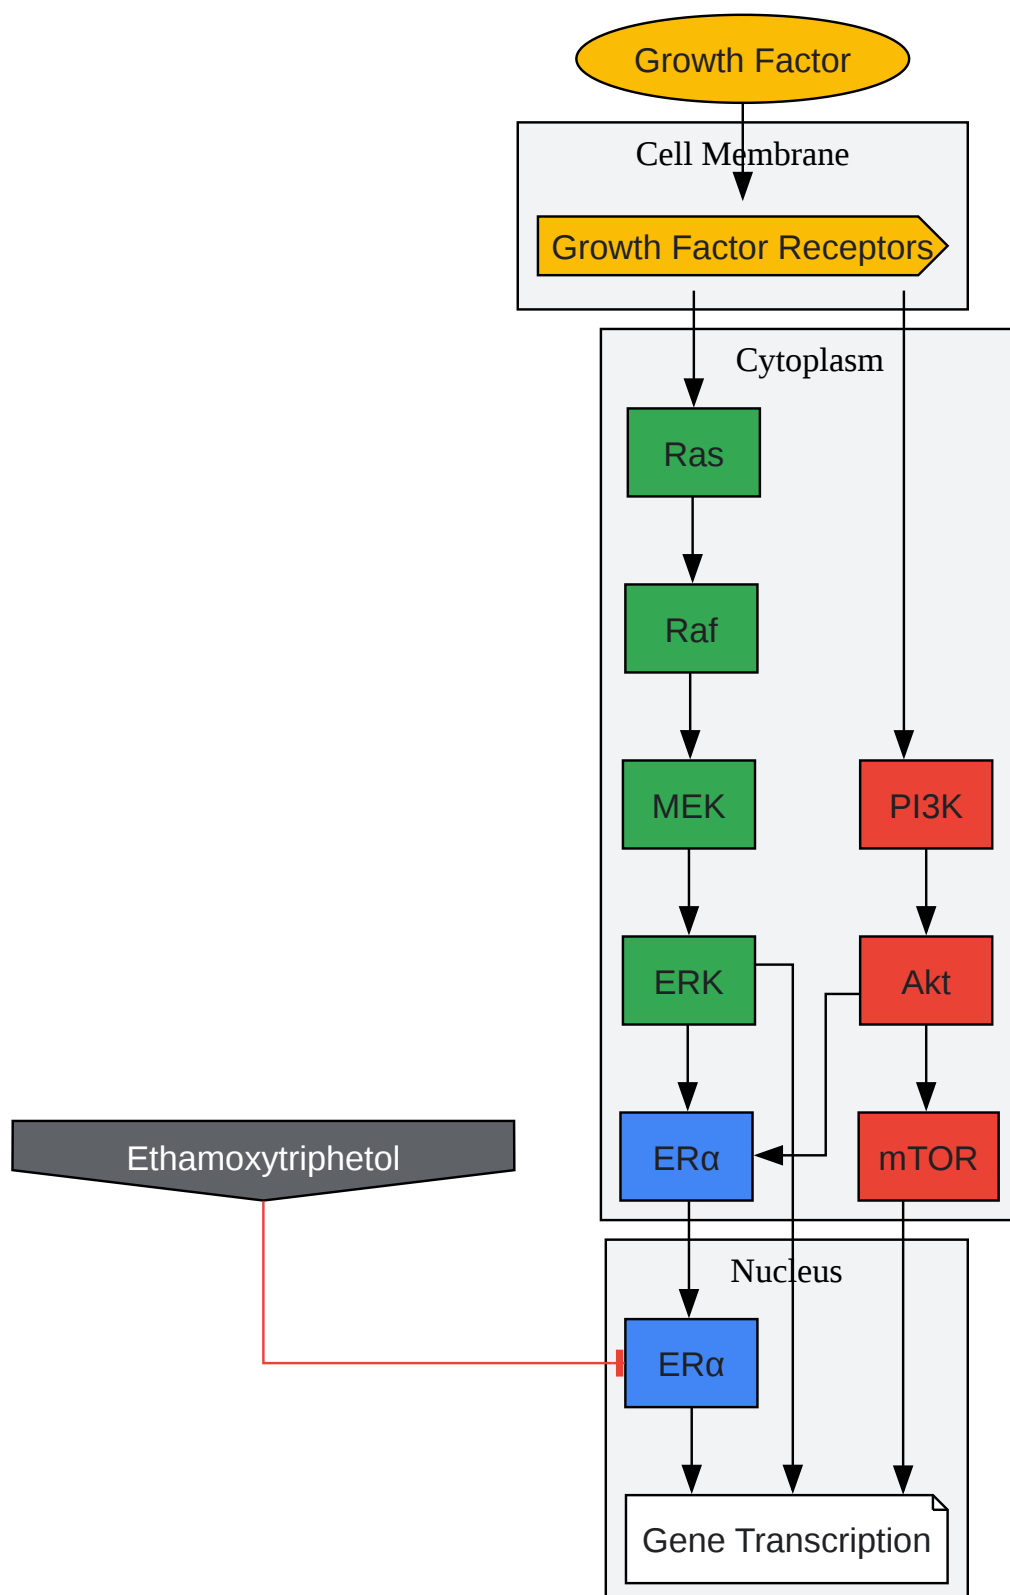 Growth Factor
Cell Membrane
Growth Factor Receptors
Cytoplasm
Ras
Raf
MEK
PI3K
ERK
Akt
Ethamoxytriphetol
ERα
mTOR
Nucleus
ERα
Gene Transcription